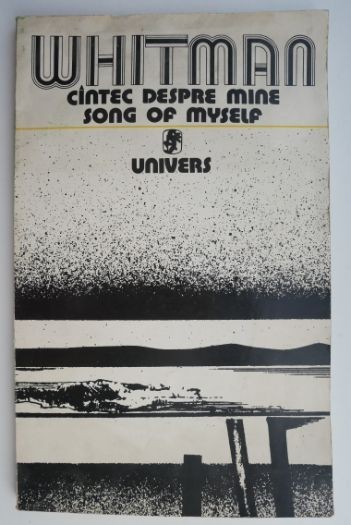 WHITMAN
CÎNTEC DESPRE MINE
SONG OF MYSELF
UNIVERS